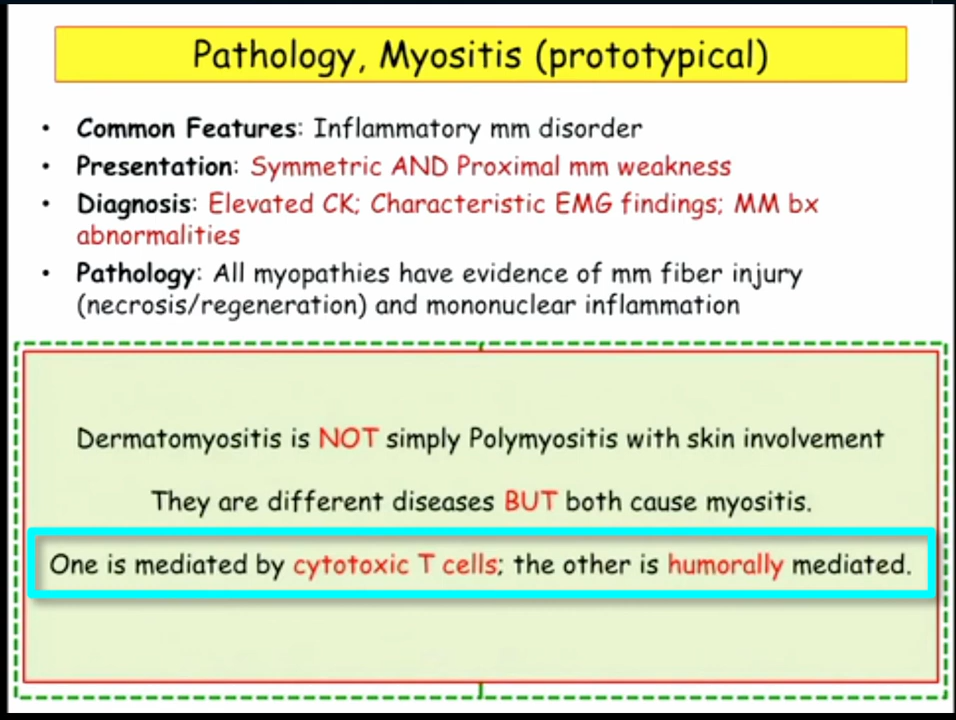 Pathology, Myositis (prototypical)
• Common Features: Inflammatory mm disorder
• Presentation: Symmetric AND Proximal mm weakness
• Diagnosis: Elevated CK; Characteristic EMG findings; MM bx
abnormalities
• Pathology: All myopathies have evidence of mm fiber injury
(necrosis/regeneration) and mononuclear inflammation
Dermatomyositis is NOT simply Polymyositis with skin involvement
They are different diseases BUT both cause myositis.
One is mediated by cytotoxic T cells; the other is humorally mediated.